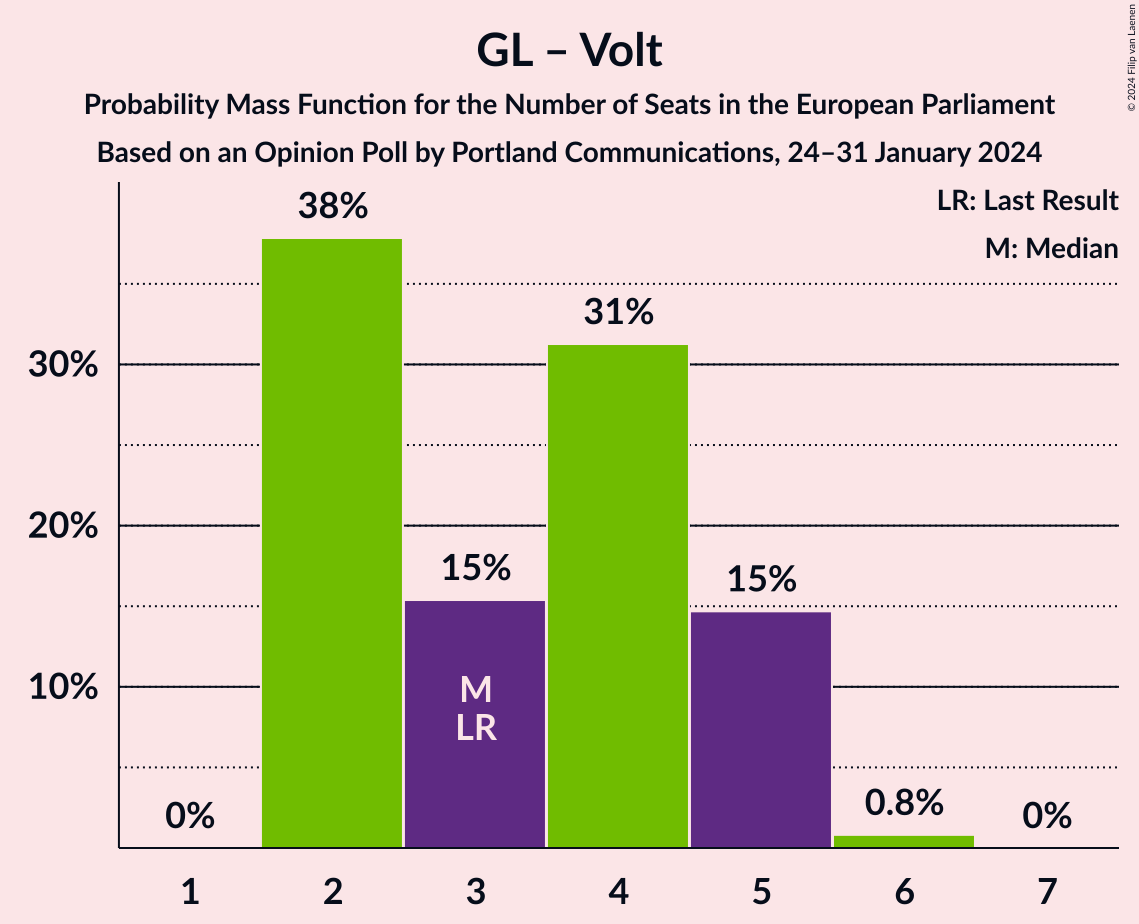 GL – Volt
Probability Mass Function for the Number of Seats in the European Parliament
Based on an Opinion Poll by Portland Communications, 24–31 January 2024
© 2024 Filip van Laenen
LR: Last Result
M: Median
38%
31%
30%
20%
15%
15%
10%
M
LR
0%
0.8%
0%
1 2 3 4 5 6 7